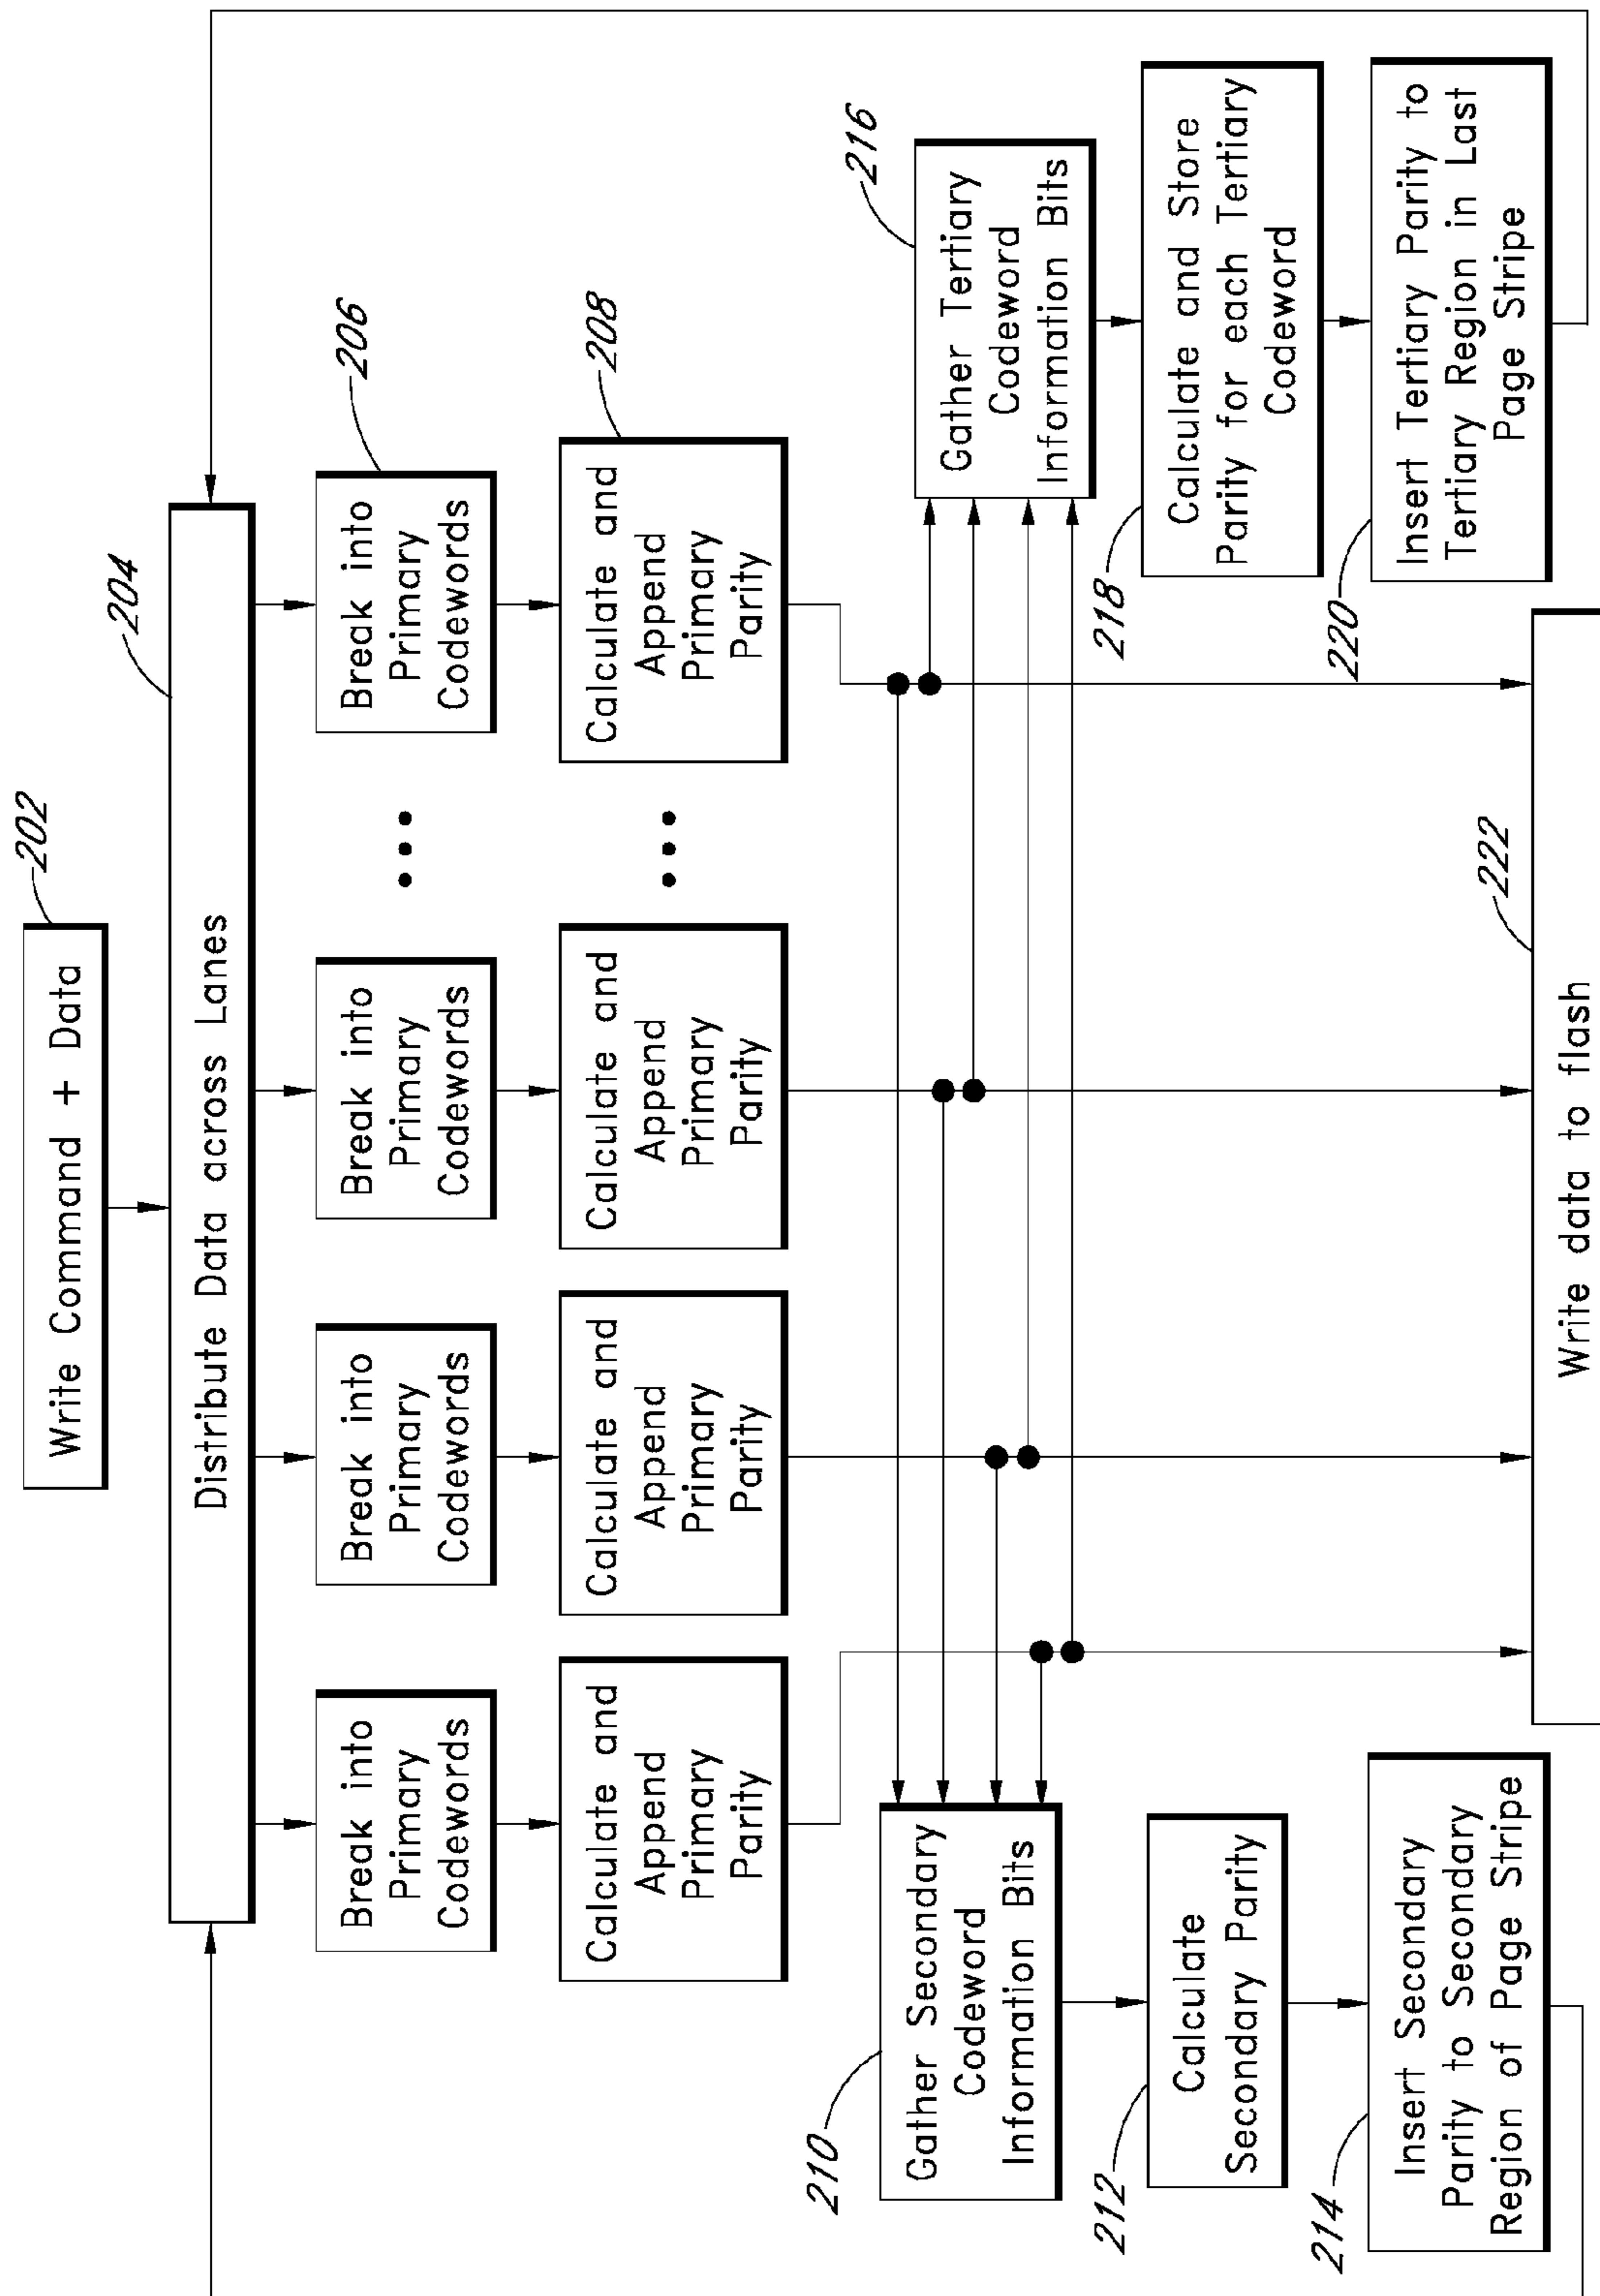 202
Write Command + Data
204
Distribute Data across Lanes
206
Break into
Primary
Codewords
Break into
Primary
Codewords
Break into
Primary
Codewords
Break into
Primary
Codewords
208
Calculate and
Append
Primary
Parity
Calculate and
Append
Primary
Parity
Calculate and
Append
Primary
Parity
Calculate and
Append
Primary
Parity
210
Gather Secondary
Codeword
Information Bits
212
Calculate
Secondary Parity
214
Insert Secondary
Parity to Secondary
Region of Page Stripe
216
Gather Tertiary
Codeword
Information Bits
218
Calculate and Store
Parity for each Tertiary
Codeword
220
Insert Tertiary Parity to
Tertiary Region in Last
Page Stripe
222
Write data to flash